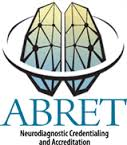 ABRET
Neurodiagnostic Credentialing
and Accreditation